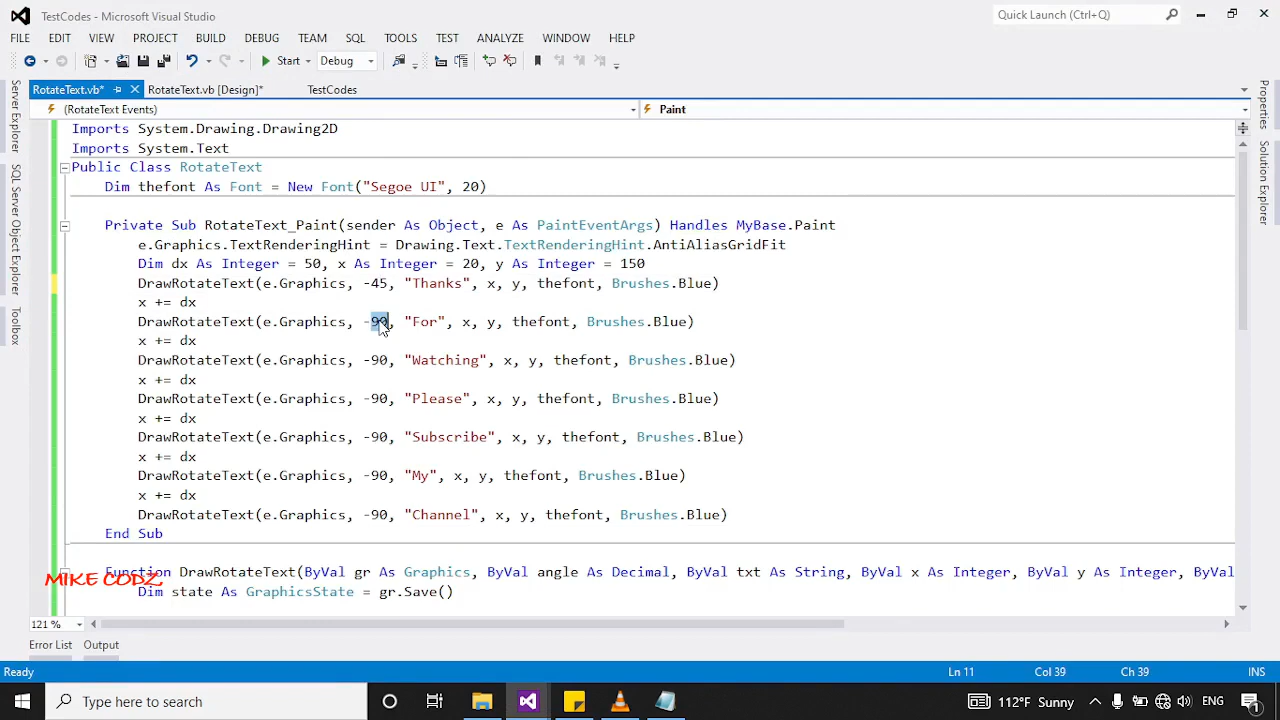 TestCodes - Microsoft Visual Studio
Quick Launch (Ctrl+Q)
FILE EDIT VIEW PROJECT BUILD DEBUG TEAM SQL TOOLS TEST ANALYZE WINDOW HELP
Start Debug
RotateText.vb* RotateText.vb [Design]* TestCodes
(RotateText Events) Paint
Server Explorer
SQL Server Object Explorer
Toolbox
Properties
Solution Explorer
Imports System.Drawing.Drawing2D
Imports System.Text
Public Class RotateText
Dim thefont As Font = New Font("Segoe UI", 20)
Private Sub RotateText_Paint(sender As Object, e As PaintEventArgs) Handles MyBase.Paint
e.Graphics.TextRenderingHint = Drawing.Text.TextRenderingHint.AntiAliasGridFit
Dim dx As Integer = 50, x As Integer = 20, y As Integer = 150
DrawRotateText(e.Graphics, -45, "Thanks", x, y, thefont, Brushes.Blue)
x += dx
DrawRotateText(e.Graphics, -90, "For", x, y, thefont, Brushes.Blue)
x += dx
DrawRotateText(e.Graphics, -90, "Watching", x, y, thefont, Brushes.Blue)
x += dx
DrawRotateText(e.Graphics, -90, "Please", x, y, thefont, Brushes.Blue)
x += dx
DrawRotateText(e.Graphics, -90, "Subscribe", x, y, thefont, Brushes.Blue)
x += dx
DrawRotateText(e.Graphics, -90, "My", x, y, thefont, Brushes.Blue)
x += dx
DrawRotateText(e.Graphics, -90, "Channel", x, y, thefont, Brushes.Blue)
End Sub
Function DrawRotateText(ByVal gr As Graphics, ByVal angle As Decimal, ByVal txt As String, ByVal x As Integer, ByVal y As Integer, ByVal
MIKE CODZ
Dim state As GraphicsState = gr.Save()
121 %
Error List Output
Ready Ln 11 Col 39 Ch 39 INS
Type here to search
112°F Sunny ENG 1